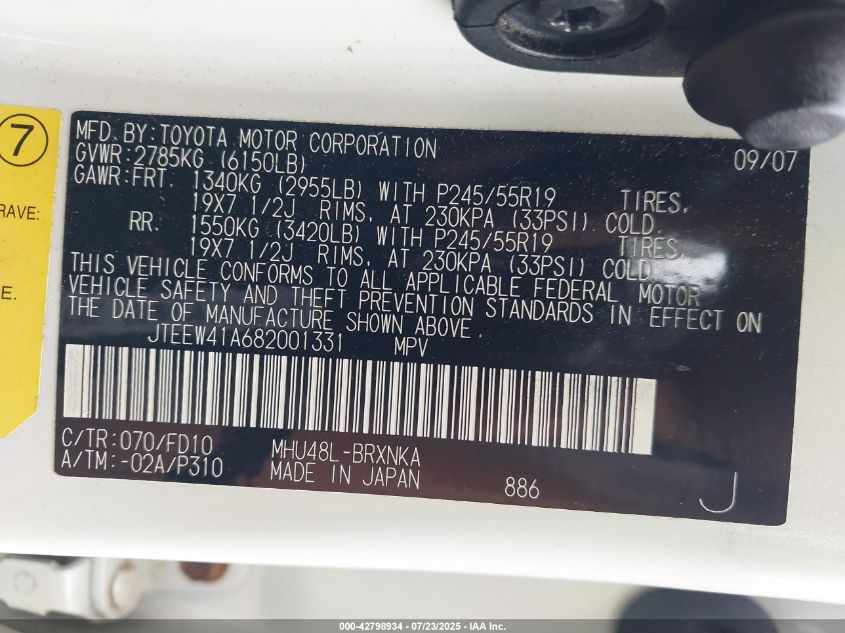 7
RAVE:
E.
MFD. BY: TOYOTA MOTOR CORPORATION 09/07
GVWR: 2785KG (6150LB)
GAWR: FRT. 1340KG (2955LB) WITH P245/55R19 TIRES,
19X7 1/2J RIMS, AT 230KPA (33PSI) COLD.
RR. 1550KG (3420LB) WITH P245/55R19 TIRES,
19X7 1/2J RIMS, AT 230KPA (33PSI) COLD.
THIS VEHICLE CONFORMS TO ALL APPLICABLE FEDERAL MOTOR
VEHICLE SAFETY AND THEFT PREVENTION STANDARDS IN EFFECT ON
THE DATE OF MANUFACTURE SHOWN ABOVE.
JTEEW41A682001331 MPV
C/TR: 070/FD10 MHU48L-BRXNKA
A/TM: -02A/P310 MADE IN JAPAN 886 J
000-42798934 - 07/23/2025 - IAA Inc.